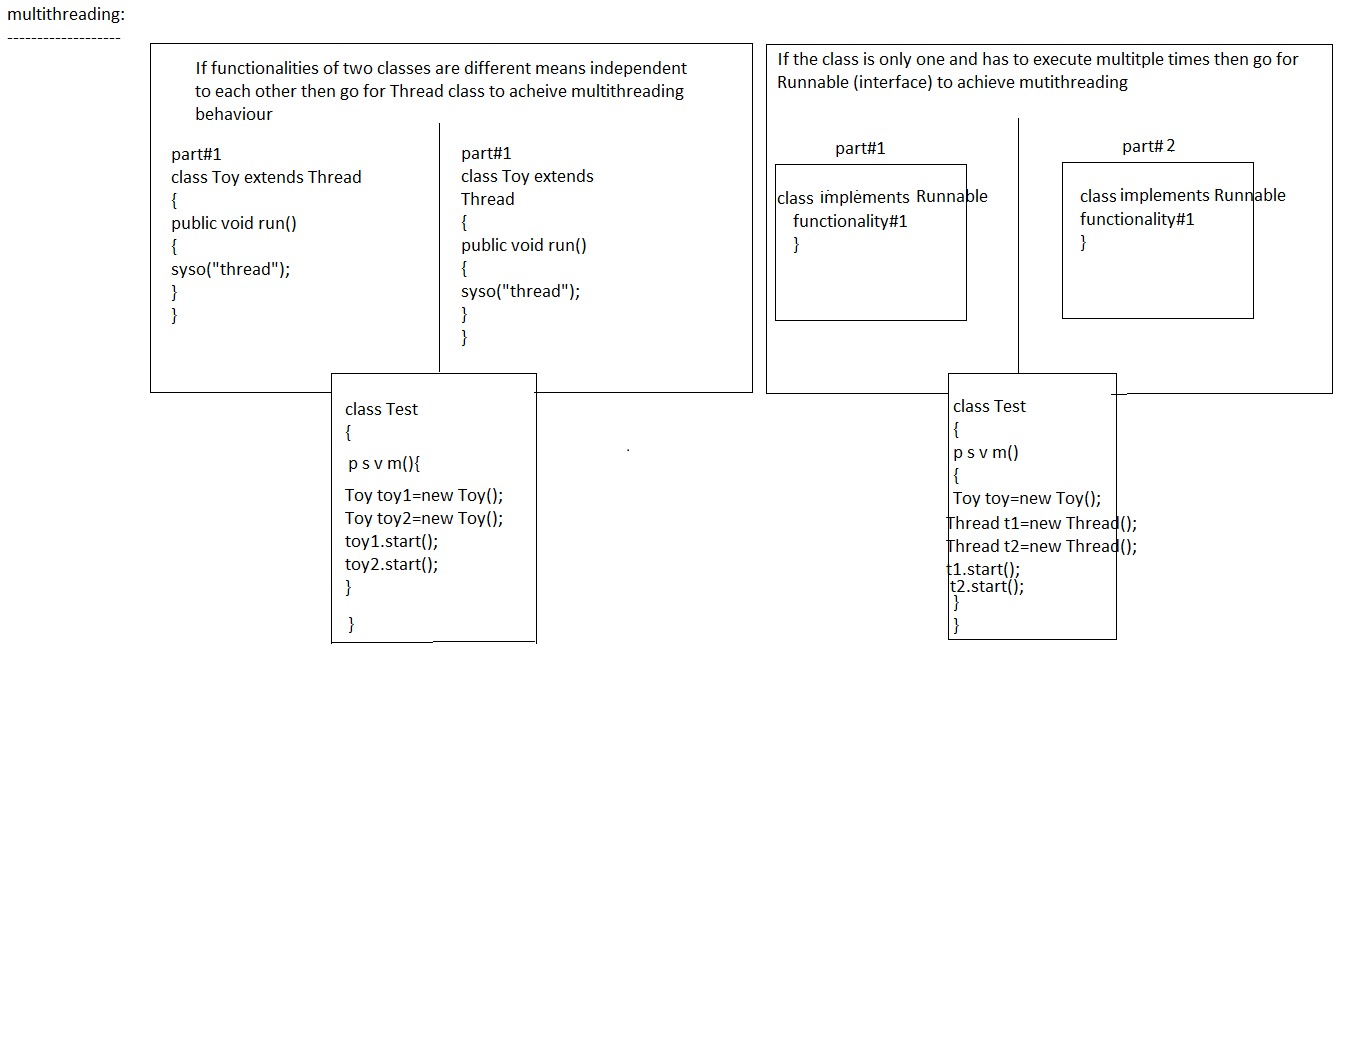 multithreading:
-------------------
If functionalities of two classes are different means independent
to each other then go for Thread class to acheive multithreading
behaviour
part#1
class Toy extends Thread
{
public void run()
{
syso("thread");
}
}
part#1
class Toy extends
Thread
{
public void run()
{
syso("thread");
}
}
class Test
{
p s v m(){
Toy toy1=new Toy();
Toy toy2=new Toy();
toy1.start();
toy2.start();
}
}
If the class is only one and has to execute multitple times then go for
Runnable (interface) to achieve mutithreading
part#1
class implements Runnable
functionality#1
}
part# 2
class implements Runnable
functionality#1
}
class Test
{
p s v m()
{
Toy toy=new Toy();
Thread t1=new Thread();
Thread t2=new Thread();
t1.start();
t2.start();
}
}